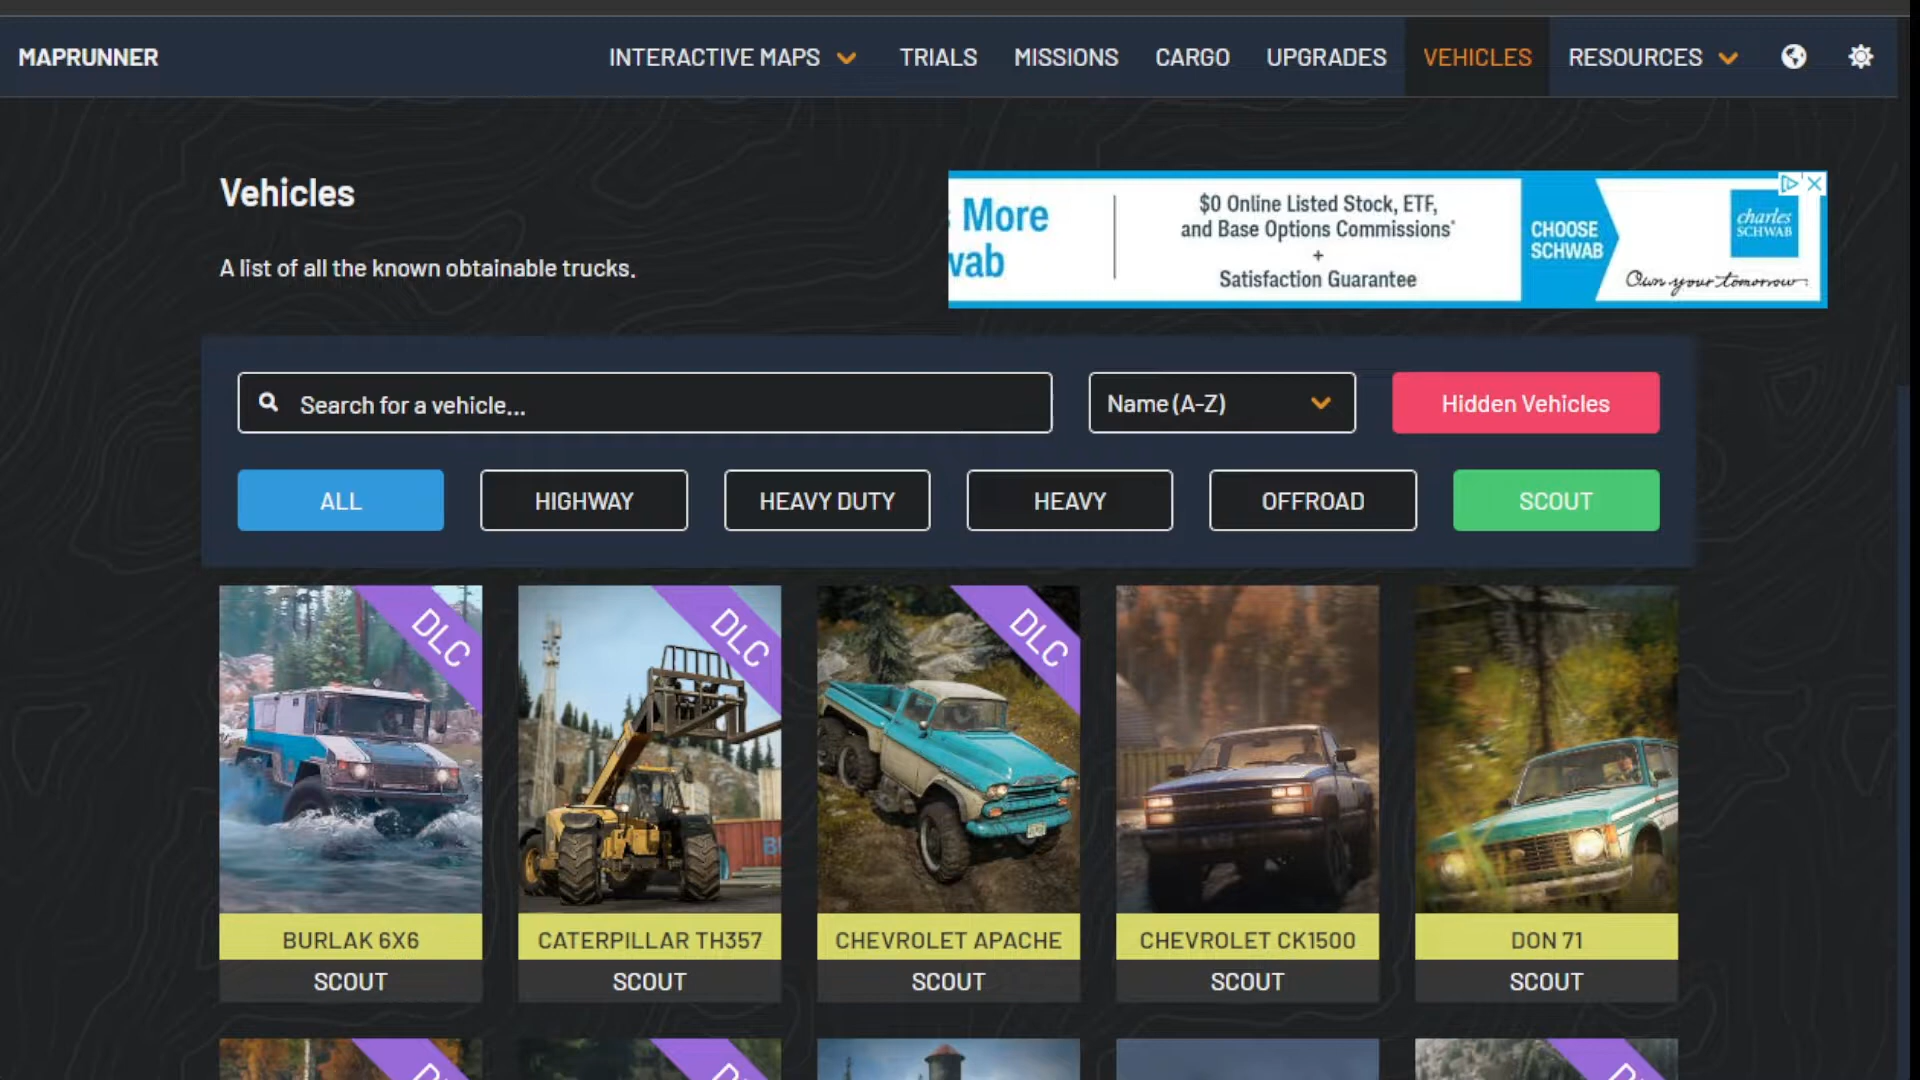 MAPRUNNER
INTERACTIVE MAPS
TRIALS
MISSIONS
CARGO
UPGRADES
VEHICLES
RESOURCES
Vehicles
A list of all the known obtainable trucks.
More
$0 Online Listed Stock, ETF,
and Base Options Commissions*
+
Satisfaction Guarantee
CHOOSE
SCHWAB
charles
SCHWAB
Own your tomorrow
Search for a vehicle...
Name (A-Z)
Hidden Vehicles
ALL
HIGHWAY
HEAVY DUTY
HEAVY
OFFROAD
SCOUT
DLC
DLC
DLC
BURLAK 6X6
CATERPILLAR TH357
CHEVROLET APACHE
CHEVROLET CK1500
DON 71
SCOUT
SCOUT
SCOUT
SCOUT
SCOUT